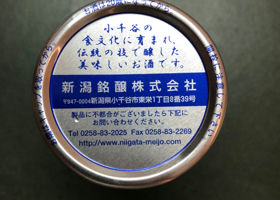 小千谷の
食文化に育まれ、
伝統の技で醸した
美味しいお酒です。
新潟銘醸株式会社
〒947-0004新潟県小千谷市東栄1丁目8番39号
製品に不都合がございましたら下記に
お問い合わせください。
Tel 0258-83-2025 Fax 0258-83-2269
http://www.niigata-meijo.com/